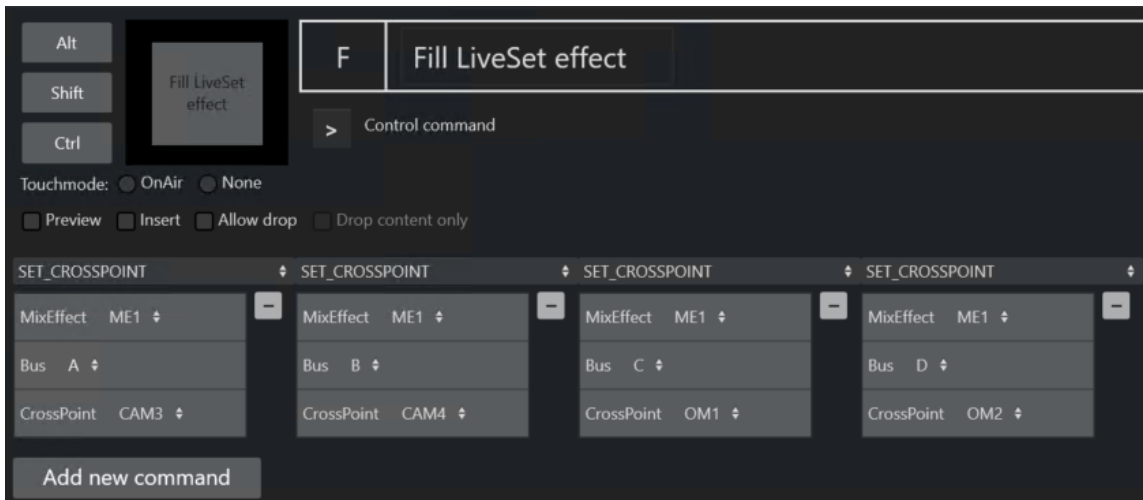 Alt
Shift
Ctrl
Fill LiveSet
effect
F Fill LiveSet effect
> Control command
Touchmode: OnAir None
Preview Insert Allow drop Drop content only
SET_CROSSPOINT SET_CROSSPOINT SET_CROSSPOINT SET_CROSSPOINT
MixEffect ME1 MixEffect ME1 MixEffect ME1 MixEffect ME1
Bus A Bus B Bus C Bus D
CrossPoint CAM3 CrossPoint CAM4 CrossPoint OM1 CrossPoint OM2
Add new command